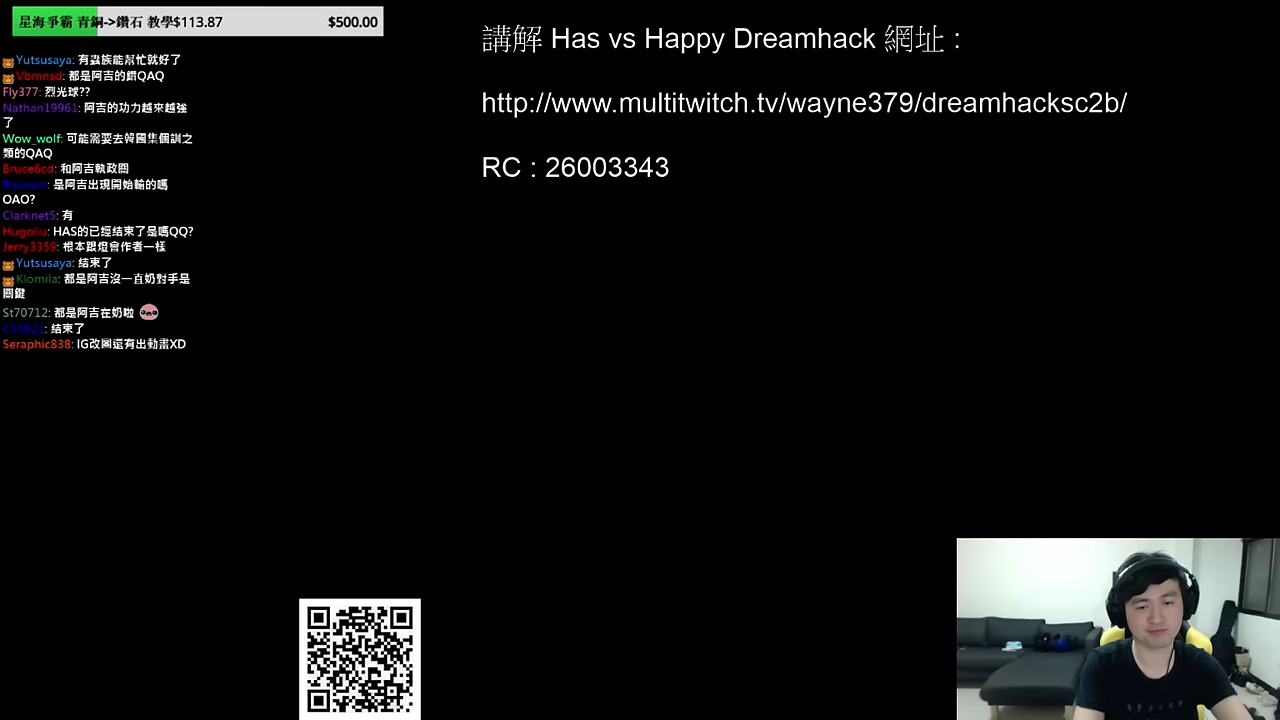 星海爭霸 青銅->鑽石 教學$113.87 $500.00
講解 Has vs Happy Dreamhack 網址 :
http://www.multitwitch.tv/wayne379/dreamhacksc2b/
RC : 26003343
Yutsusaya: 有蟲族能幫忙就好了
Vbmnsd: 都是阿吉的錯QAQ
Fly377: 烈光球??
Nathan19961: 阿吉的功力越來越強
了
Wow_wolf: 可能需要去韓國集個訓之
類的QAQ
Bruce6cd: 和阿吉執政闆
: 是阿吉出現開始輸的嗎
OAO?
Clarknet5: 有
Hugoliu: HAS的已經結束了是嗎QQ?
Jerry3359: 根本跟燈會作者一樣
Yutsusaya: 結束了
Klomila: 都是阿吉沒一直奶對手是
關鍵
St70712: 都是阿吉在奶啦
: 結束了
Seraphic838: IG改圖還有出動畫XD